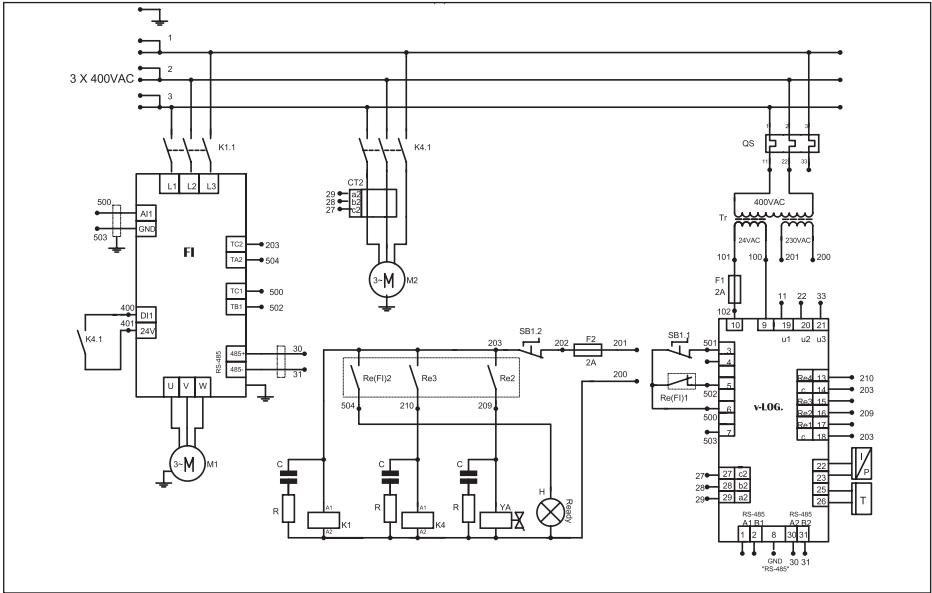 1
2
3 X 400VAC
3
K1.1
K4.1
1 2 3
QS
11 22 33
L1 L2 L3
CT2
29 a2
28 b2
27 c2
500
AI1
503
GND
FI
TC2 203
TA2 504
TC1 500
TB1 502
3~ M M2
400VAC
Tr
24VAC 230VAC
101 100 201 200
F1
2A
102
11 22 33
10 9 19 20 21
u1 u2 u3
400
DI1
401
24V
K4.1
RS-485
485+ 30
485- 31
U V W
3~ M M1
203
SB1.2
202
F2
2A
201
200
Re(FI)2 Re3 Re2
504 210 209
SB1.1
501
3
4
5
502
Re(FI)1
6
500
7
503
v-LOG.
Re4 13 210
c 14 203
Re3 15
Re2 16 209
Re1 17
c 18 203
C
R
A1
A2
K1
C
R
A1
A2
K4
C
R
YA
H
Ready
27 27 c2
28 28 b2
29 29 a2
22
23
I
P
25
26
T
RS-485 RS-485
A1 B1 A2 B2
1 2 8 30 31
GND 30 31
"RS-485"